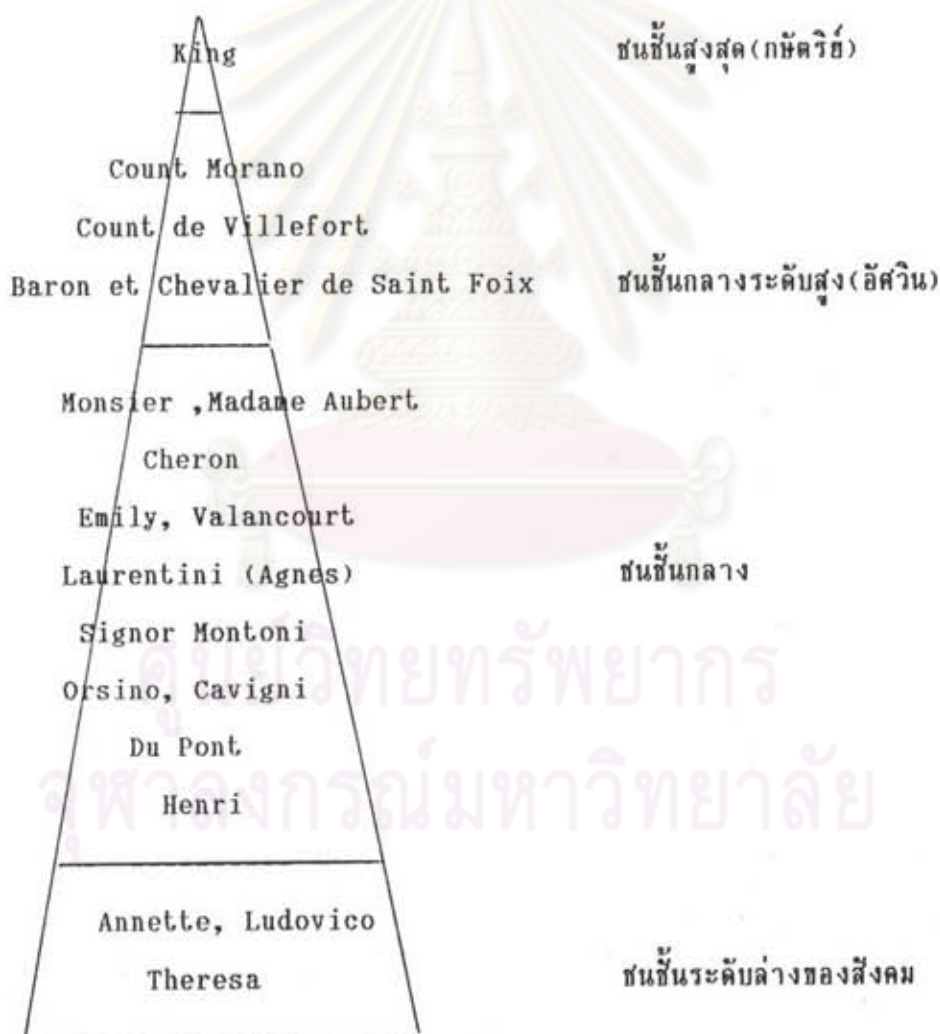 King ชนชั้นสูงสุด(กษัตริย์)
Count Morano
Count de Villefort
Baron et Chevalier de Saint Foix ชนชั้นกลางระดับสูง(อัศวิน)
Monsier ,Madame Aubert
Cheron
Emily, Valancourt
Laurentini (Agnes) ชนชั้นกลาง
Signor Montoni
ศูนย์วิทยทรัพยากร
Orsino, Cavigni
Du Pont
จุฬาลงกรณ์มหาวิทยาลัย
Henri
Annette, Ludovico
Theresa ชนชั้นระดับล่างของสังคม